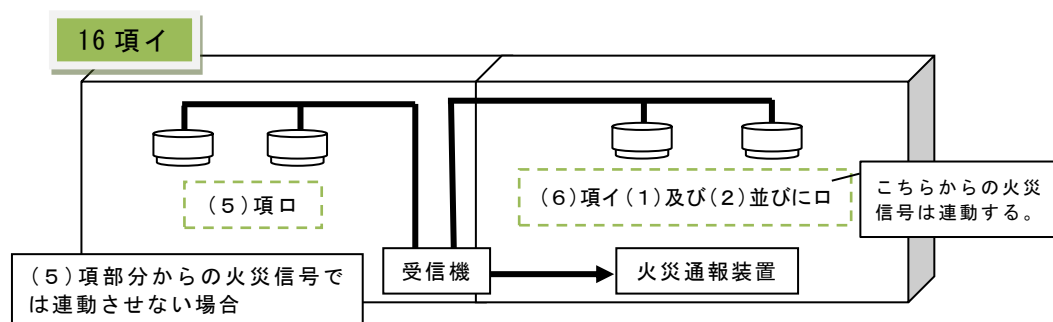 16項イ
(5)項ロ
(6)項イ(1)及び(2)並びにロ
こちらからの火災
信号は連動する。
(5)項部分からの火災信号で
は連動させない場合
受信機
火災通報装置